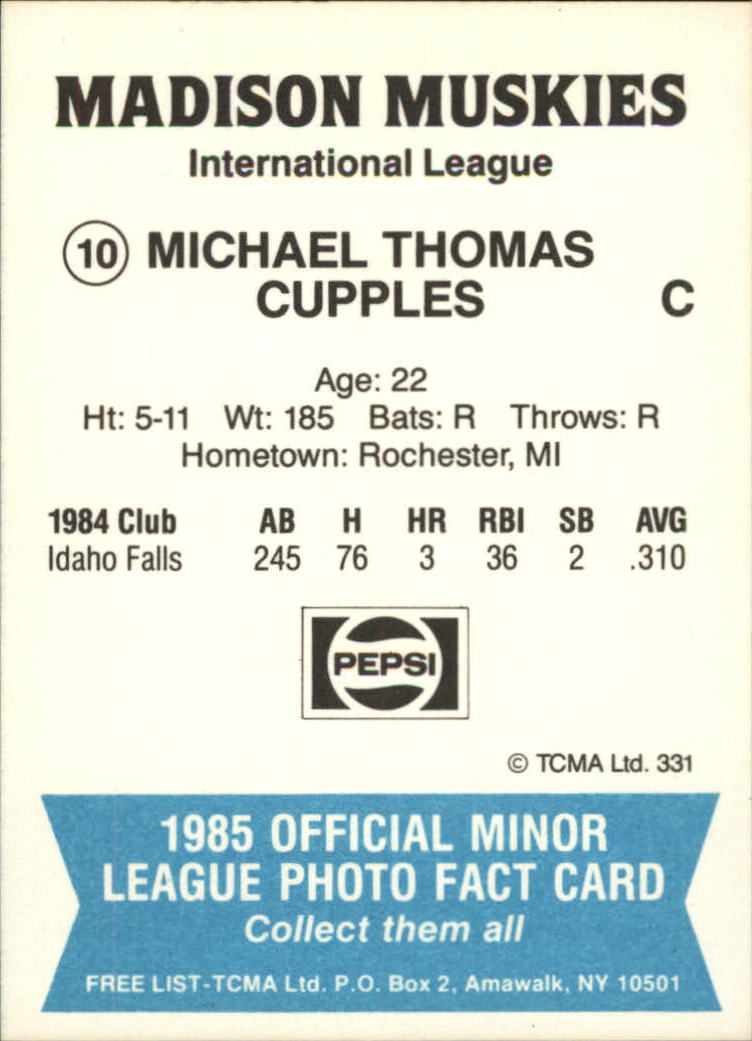 MADISON MUSKIES
International League
10 MICHAEL THOMAS
CUPPLES C
Age: 22
Ht: 5-11 Wt: 185 Bats: R Throws: R
Hometown: Rochester, MI
1984 Club AB H HR RBI SB AVG
Idaho Falls 245 76 3 36 2 .310
PEPSI
© TCMA Ltd. 331
1985 OFFICIAL MINOR
LEAGUE PHOTO FACT CARD
Collect them all
FREE LIST-TCMA Ltd. P.O. Box 2, Amawalk, NY 10501